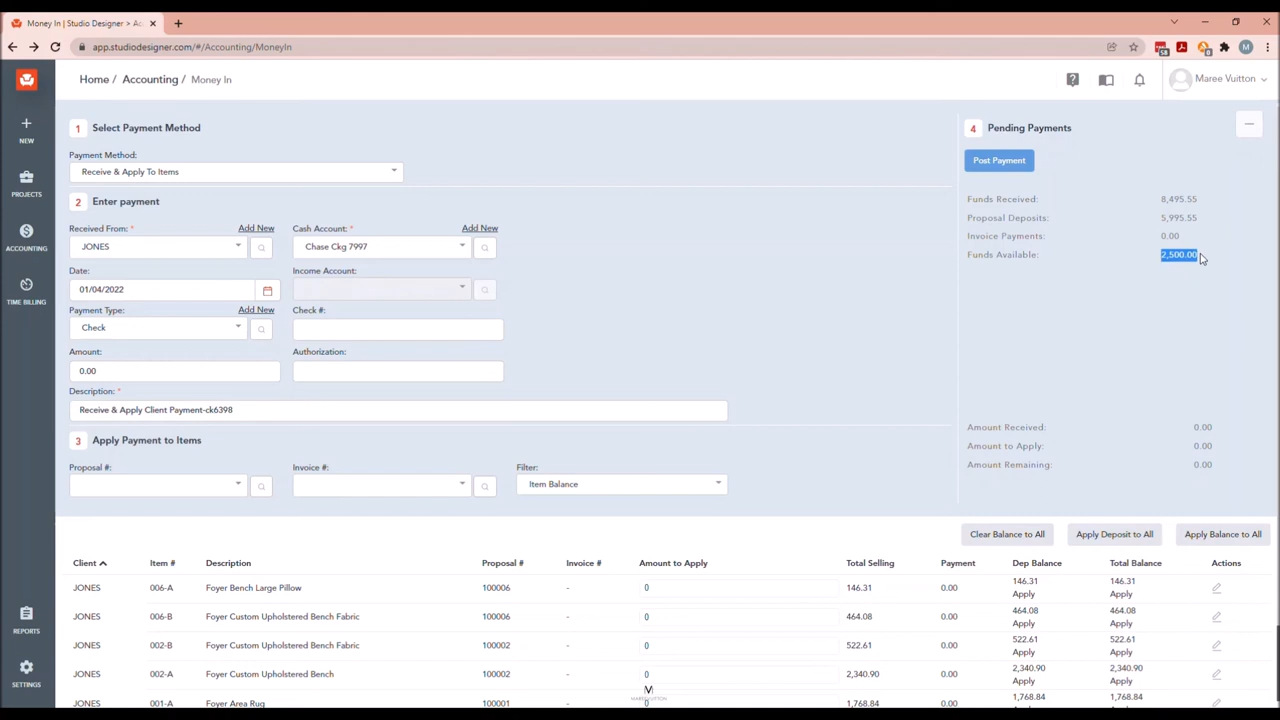 Money In | Studio Designer > Ac
app.studiodesigner.com/#/Accounting/MoneyIn
58
0
M
Home / Accounting / Money In
Maree Vuitton
NEW
PROJECTS
ACCOUNTING
TIME BILLING
REPORTS
SETTINGS
1 Select Payment Method
Payment Method:
Receive & Apply To Items
2 Enter payment
Received From: * Add New Cash Account: * Add New
JONES Chase Ckg 7997
Date: Income Account:
01/04/2022
Payment Type: Add New Check #:
Check
Amount: Authorization:
0.00
Description: *
Receive & Apply Client Payment-ck6398
3 Apply Payment to Items
Proposal #: Invoice #: Filter:
Item Balance
4 Pending Payments
Post Payment
Funds Received: 8,495.55
Proposal Deposits: 5,995.55
Invoice Payments: 0.00
Funds Available: 2,500.00
Amount Received: 0.00
Amount to Apply: 0.00
Amount Remaining: 0.00
Clear Balance to All Apply Deposit to All Apply Balance to All
Client Item # Description Proposal # Invoice # Amount to Apply Total Selling Payment Dep Balance Total Balance Actions
JONES 006-A Foyer Bench Large Pillow 100006 - 0 146.31 0.00 146.31 Apply 146.31 Apply
JONES 006-B Foyer Custom Upholstered Bench Fabric 100006 - 0 464.08 0.00 464.08 Apply 464.08 Apply
JONES 002-B Foyer Custom Upholstered Bench Fabric 100002 - 0 522.61 0.00 522.61 Apply 522.61 Apply
JONES 002-A Foyer Custom Upholstered Bench 100002 - 0 2,340.90 0.00 2,340.90 Apply 2,340.90 Apply
JONES 001-A Foyer Area Rug 100001 - 0 1,768.84 0.00 1,768.84 Apply 1,768.84 Apply
M
MAREE VUITTON